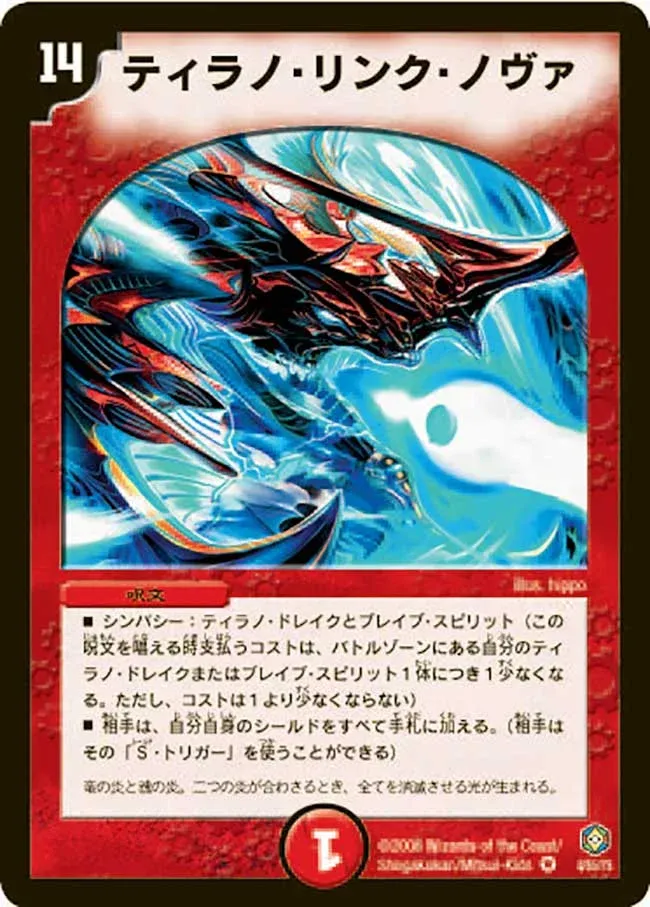 14
ティラノ・リンク・ノヴァ
illus. hippo
呪文
■ シンパシー：ティラノ・ドレイクとブレイブ・スピリット（この
呪文を唱える時支払うコストは、バトルゾーンにある自分のティ
ラノ・ドレイクまたはブレイブ・スピリット１体につき１少なくな
る。ただし、コストは１より少なくならない）
■ 相手は、自分自身のシールドをすべて手札に加える。（相手は
その「S・トリガー」を使うことができる）
竜の炎と魂の炎。二つの炎が合わさるとき、全てを消滅させる光が生まれる。
1
©2006 Wizards of the Coast/
Shogakukan/Mitsui-Kids